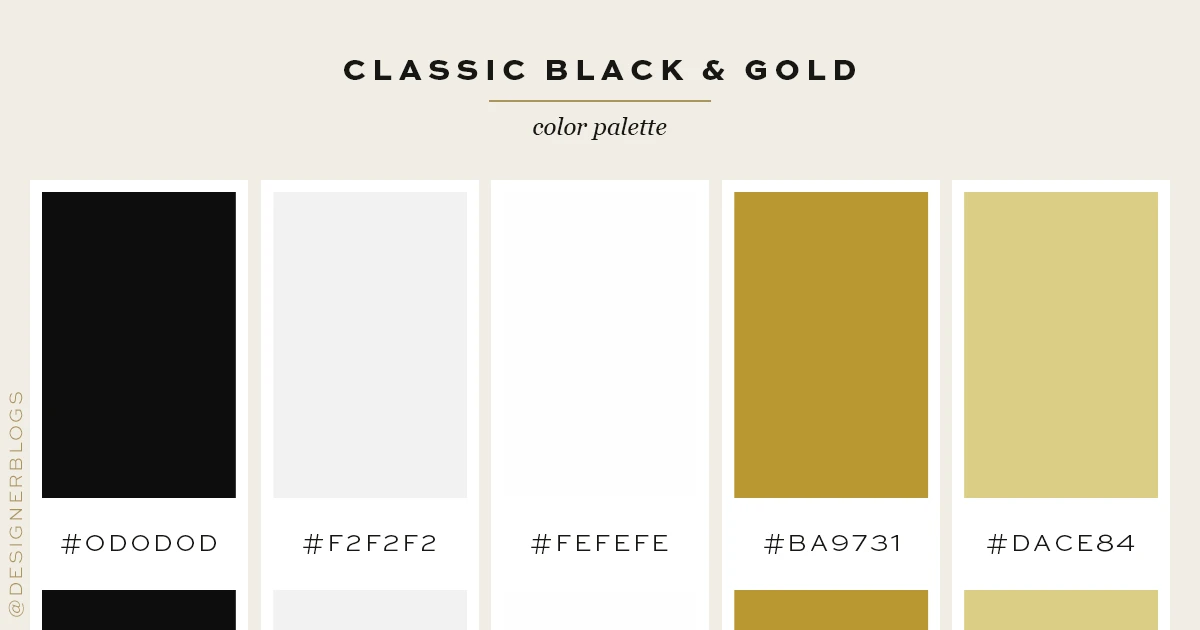 CLASSIC BLACK & GOLD
color palette
#0D0D0D
#F2F2F2
#FEFEFE
#BA9731
#DACE84
@DESIGNERBLOGS